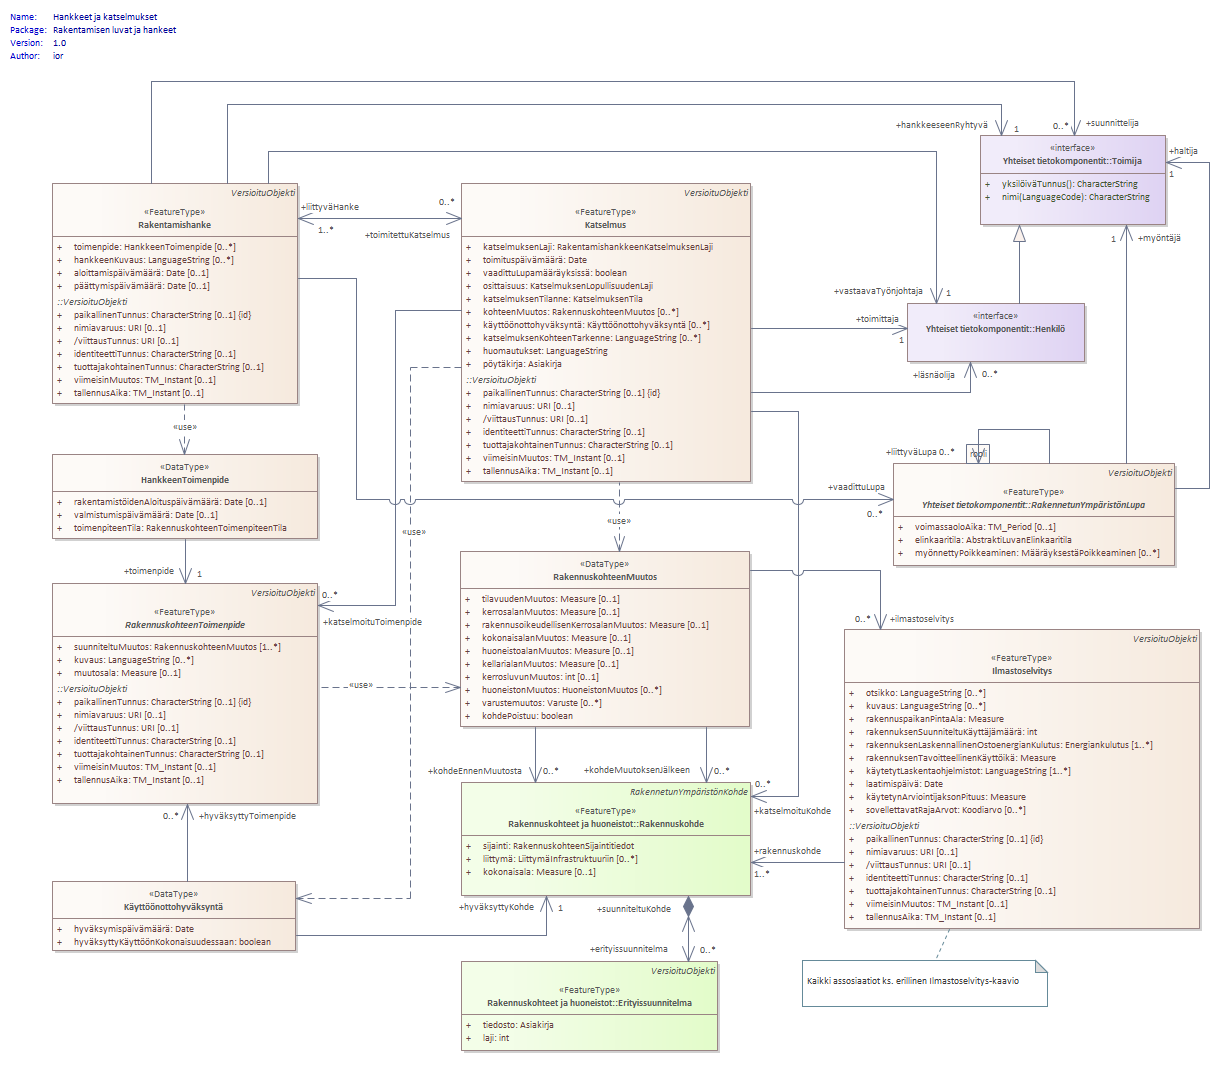 Name: Hankkeet ja katselmukset
Package: Rakentamisen luvat ja hankeet
Version: 1.0
Author: ior
+hankkeeseenRyhtyvä
1
0..*
+suunnittelija
«interface»
Yhteiset tietokomponentit::Toimija
+ yksilöiväTunnus(): CharacterString
+ nimi(LanguageCode): CharacterString
+haltija
1
1
+myöntäjä
VersioituObjekti
«FeatureType»
Rakentamishanke
+ toimenpide: HankkeenToimenpide [0..*]
+ hankkeenKuvaus: LanguageString [0..*]
+ aloittamispäivämäärä: Date [0..1]
+ päättymispäivämäärä: Date [0..1]
::VersioituObjekti
+ paikallinenTunnus: CharacterString [0..1] {id}
+ nimiavaruus: URI [0..1]
+ /viittausTunnus: URI [0..1]
+ identiteettiTunnus: CharacterString [0..1]
+ tuottajakohtainenTunnus: CharacterString [0..1]
+ viimeisinMuutos: TM_Instant [0..1]
+ tallennusAika: TM_Instant [0..1]
+liittyväHanke
1..*
0..*
+toimitettuKatselmus
VersioituObjekti
«FeatureType»
Katselmus
+ katselmuksenLaji: RakentamishankkeenKatselmuksenLaji
+ toimituspäivämäärä: Date
+ vaadittuLupamääräyksissä: boolean
+ osittaisuus: KatselmuksenLopullisuudenLaji
+ katselmuksenTilanne: KatselmuksenTila
+ kohteenMuutos: RakennuskohteenMuutos [0..*]
+ käyttöönottohyväksyntä: Käyttöönottohyväksyntä [0..*]
+ katselmuksenKohteenTarkenne: LanguageString [0..*]
+ huomautukset: LanguageString
+ pöytäkirja: Asiakirja
::VersioituObjekti
+ paikallinenTunnus: CharacterString [0..1] {id}
+ nimiavaruus: URI [0..1]
+ /viittausTunnus: URI [0..1]
+ identiteettiTunnus: CharacterString [0..1]
+ tuottajakohtainenTunnus: CharacterString [0..1]
+ viimeisinMuutos: TM_Instant [0..1]
+ tallennusAika: TM_Instant [0..1]
+vastaavaTyönjohtaja
1
+toimittaja
1
«interface»
Yhteiset tietokomponentit::Henkilö
+läsnäolija
0..*
+liittyväLupa 0..*
rooli
VersioituObjekti
«FeatureType»
Yhteiset tietokomponentit::RakennetunYmpäristönLupa
+ voimassaoloAika: TM_Period [0..1]
+ elinkaaritila: AbstraktiLuvanElinkaaritila
+ myönnettyPoikkeaminen: MääräyksestäPoikkeaminen [0..*]
+vaadittuLupa
0..*
«use»
«DataType»
HankkeenToimenpide
+ rakentamistöidenAloituspäivämäärä: Date [0..1]
+ valmistumispäivämäärä: Date [0..1]
+ toimenpiteenTila: RakennuskohteenToimenpiteenTila
+toimenpide
1
VersioituObjekti
«FeatureType»
RakennuskohteenToimenpide
+ suunniteltuMuutos: RakennuskohteenMuutos [1..*]
+ kuvaus: LanguageString [0..*]
+ muutosala: Measure [0..1]
::VersioituObjekti
+ paikallinenTunnus: CharacterString [0..1] {id}
+ nimiavaruus: URI [0..1]
+ /viittausTunnus: URI [0..1]
+ identiteettiTunnus: CharacterString [0..1]
+ tuottajakohtainenTunnus: CharacterString [0..1]
+ viimeisinMuutos: TM_Instant [0..1]
+ tallennusAika: TM_Instant [0..1]
0..*
+katselmoituToimenpide
«use»
«use»
«use»
«DataType»
RakennuskohteenMuutos
+ tilavuudenMuutos: Measure [0..1]
+ kerrosalanMuutos: Measure [0..1]
+ rakennusoikeudellisenKerrosalanMuutos: Measure [0..1]
+ kokonaisalanMuutos: Measure [0..1]
+ huoneistoalanMuutos: Measure [0..1]
+ kellarialanMuutos: Measure [0..1]
+ kerrosluvunMuutos: int [0..1]
+ huoneistonMuutos: HuoneistonMuutos [0..*]
+ varustemuutos: Varuste [0..*]
+ kohdePoistuu: boolean
0..*
+ilmastoselvitys
VersioituObjekti
«FeatureType»
Ilmastoselvitys
+ otsikko: LanguageString [0..*]
+ kuvaus: LanguageString [0..*]
+ rakennuspaikanPintaAla: Measure
+ rakennuksenSuunniteltuKäyttäjämäärä: int
+ rakennuksenLaskennallinenOstoenergianKulutus: Energiankulutus [1..*]
+ rakennuksenTavoitteellinenKäyttöikä: Measure
+ käytetytLaskentaohjelmistot: LanguageString [1..*]
+ laatimispäivä: Date
+ käytetynArviointijaksonPituus: Measure
+ sovellettavatRajaArvot: Koodiarvo [0..*]
::VersioituObjekti
+ paikallinenTunnus: CharacterString [0..1] {id}
+ nimiavaruus: URI [0..1]
+ /viittausTunnus: URI [0..1]
+ identiteettiTunnus: CharacterString [0..1]
+ tuottajakohtainenTunnus: CharacterString [0..1]
+ viimeisinMuutos: TM_Instant [0..1]
+ tallennusAika: TM_Instant [0..1]
+kohdeEnnenMuutosta
0..*
+kohdeMuutoksenJälkeen
0..*
0..*
+katselmoituKohde
RakennetunYmpäristönKohde
«FeatureType»
Rakennuskohteet ja huoneistot::Rakennuskohde
+ sijainti: RakennuskohteenSijaintitiedot
+ liittymä: LiittymäInfrastruktuuriin [0..*]
+ kokonaisala: Measure [0..1]
+rakennuskohde
1..*
0..*
+hyväksyttyToimenpide
«DataType»
Käyttöönottohyväksyntä
+ hyväksymispäivämäärä: Date
+ hyväksyttyKäyttöönKokonaisuudessaan: boolean
+hyväksyttyKohde
1
+suunniteltuKohde
+erityissuunnitelma
0..*
VersioituObjekti
«FeatureType»
Rakennuskohteet ja huoneistot::Erityissuunnitelma
+ tiedosto: Asiakirja
+ laji: int
Kaikki assosiaatiot ks. erillinen Ilmastoselvitys-kaavio